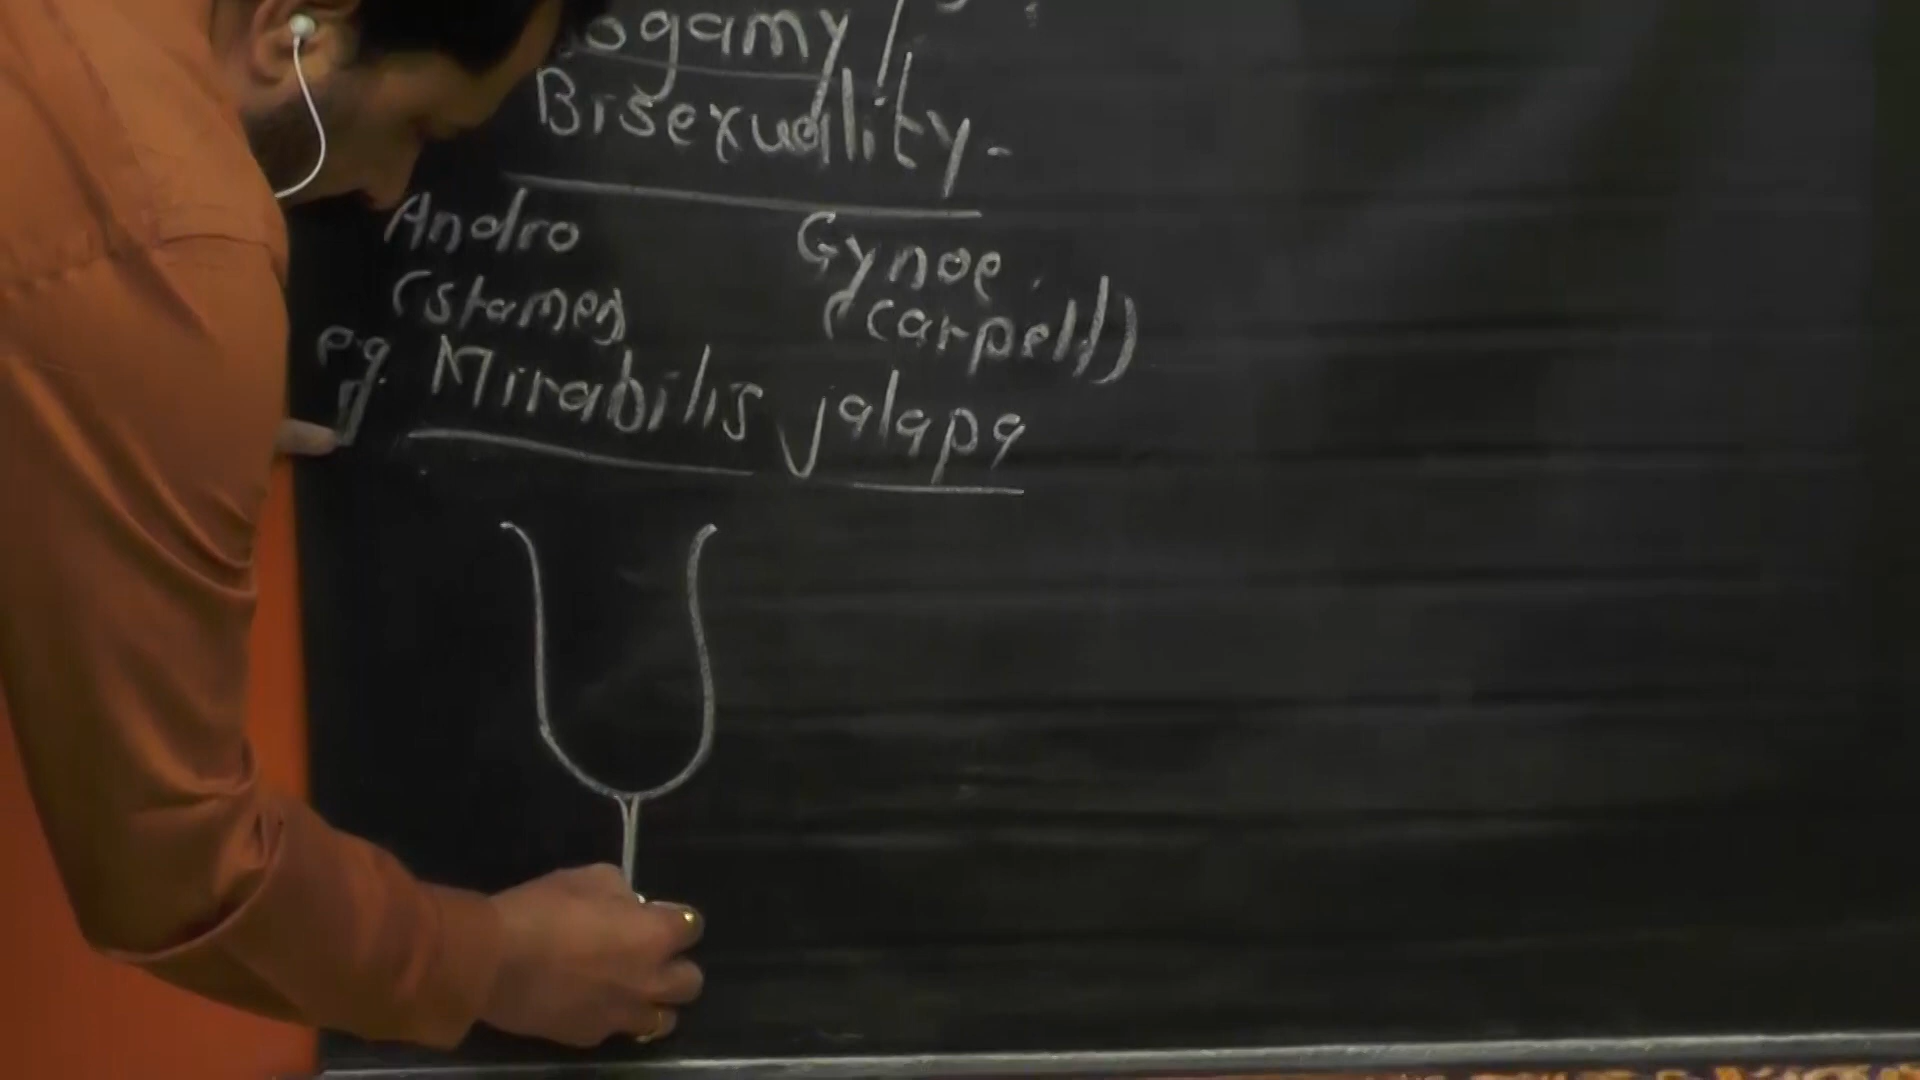 ogamy /
Bisexuality -
Andro Gynoe.
(stamen (carpel))
e.g. Mirabilis jalapa